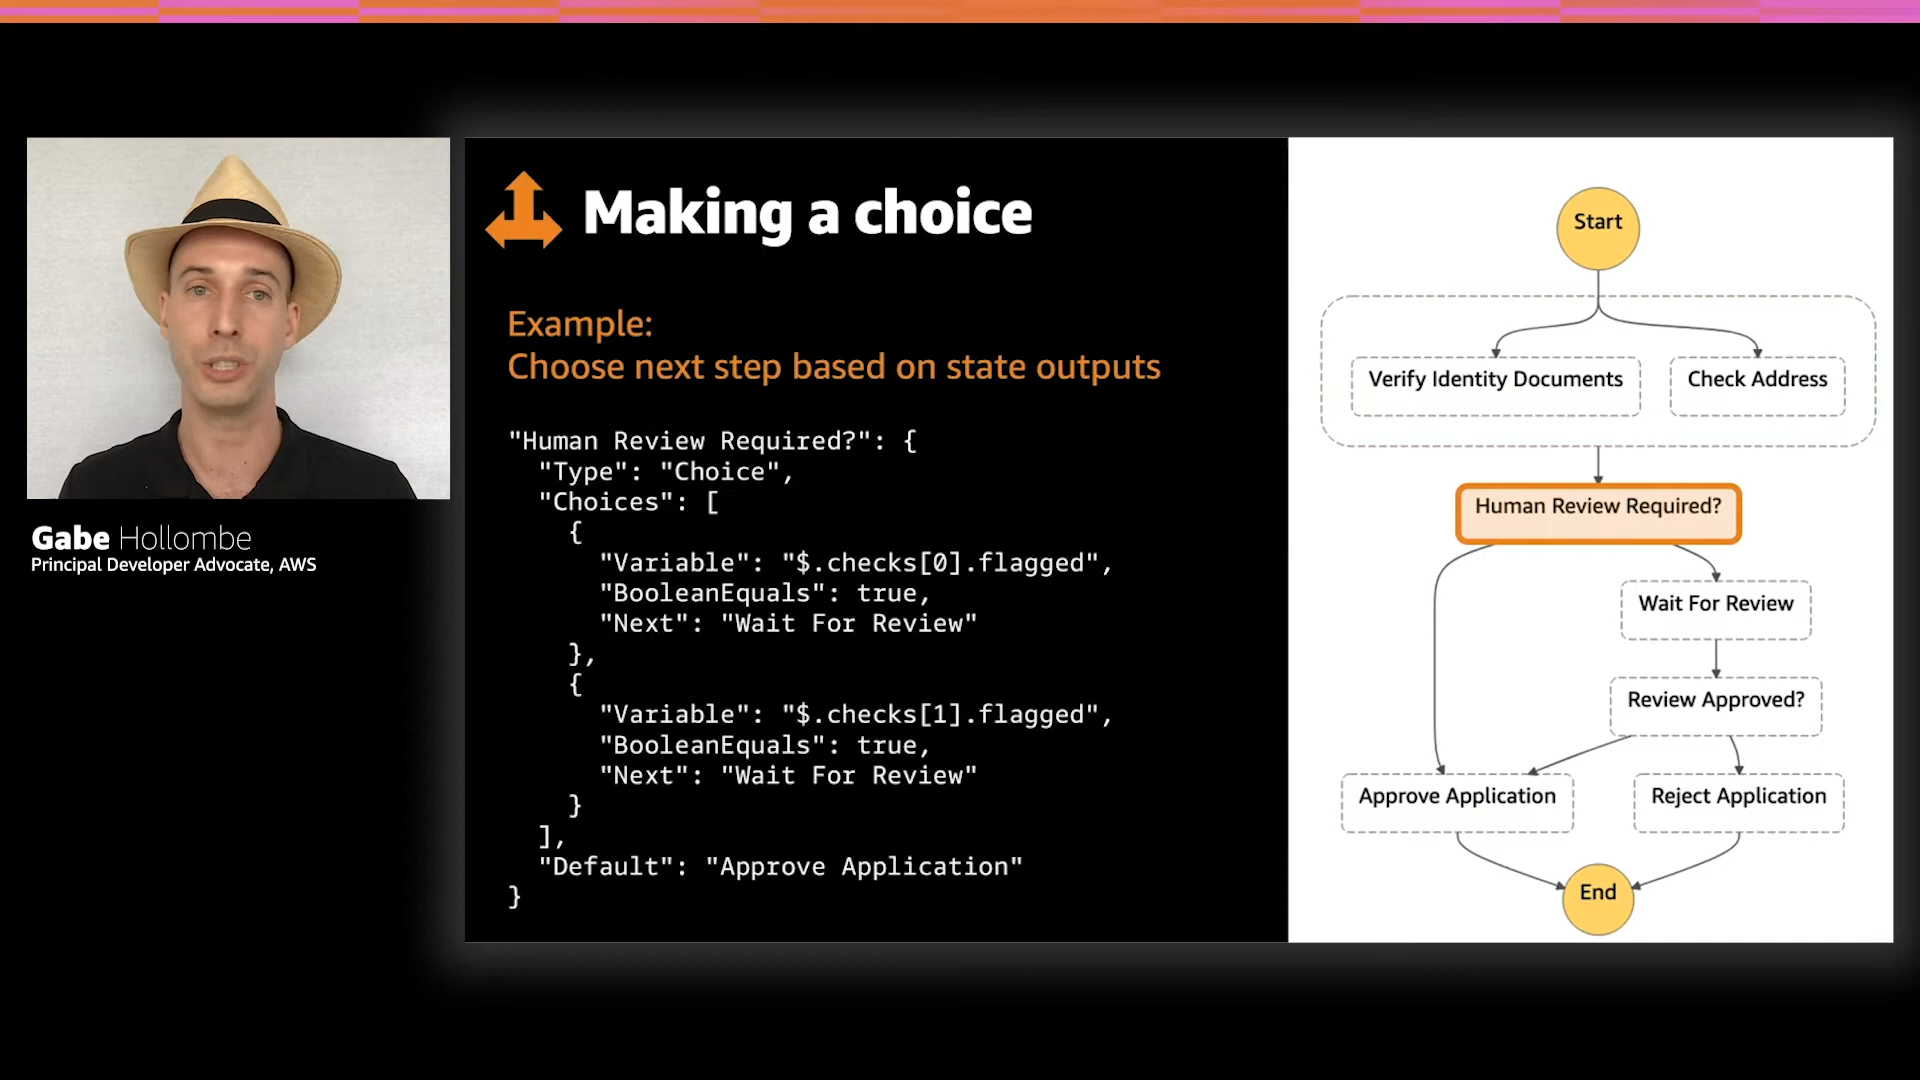 Gabe Hollombe
Principal Developer Advocate, AWS
Making a choice
Example:
Choose next step based on state outputs
"Human Review Required?": {
  "Type": "Choice",
  "Choices": [
    {
      "Variable": "$.checks[0].flagged",
      "BooleanEquals": true,
      "Next": "Wait For Review"
    },
    {
      "Variable": "$.checks[1].flagged",
      "BooleanEquals": true,
      "Next": "Wait For Review"
    }
  ],
  "Default": "Approve Application"
}
Start
Verify Identity Documents
Check Address
Human Review Required?
Wait For Review
Review Approved?
Approve Application
Reject Application
End